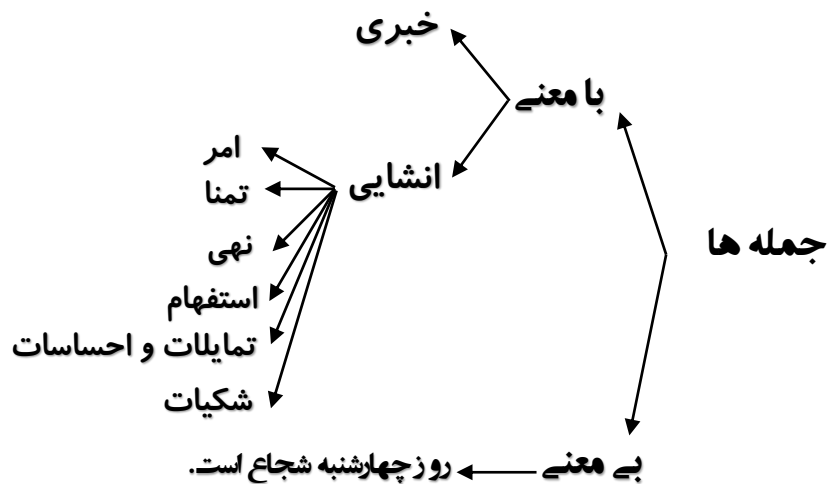 جمله ها
با معنی
خبری
انشایی
امر
تمنا
نهی
استفهام
تمایلات و احساسات
شکیات
بی معنی
روز چهارشنبه شجاع است.